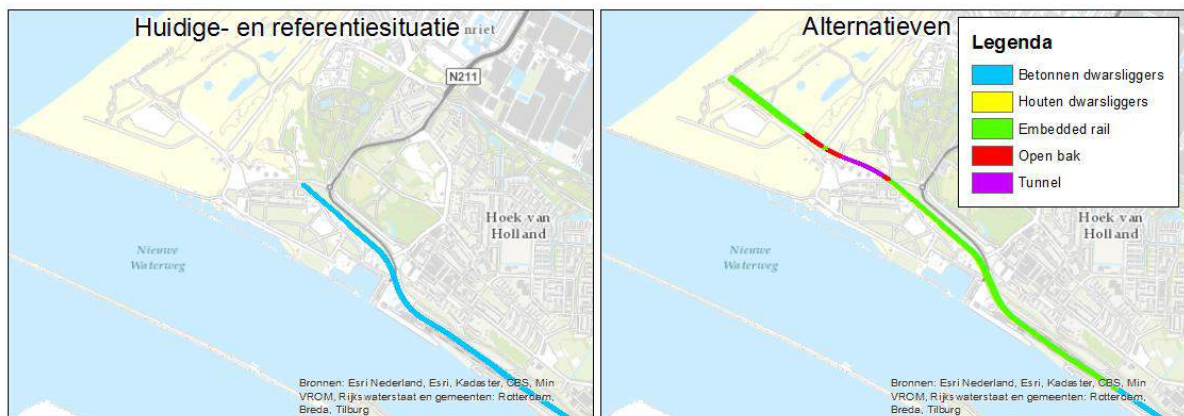 Huidige- en referentiesituatie
nriet
N211
Hoek van
Holland
Nieuwe
Waterweg
Bronnen: Esri Nederland, Esri, Kadaster, CBS, Min
VROM, Rijkswaterstaat en gemeenten: Rotterdam,
Breda, Tilburg
Alternatieven
Legenda
Betonnen dwarsliggers
Houten dwarsliggers
Embedded rail
Open bak
Tunnel
Hoek van
Holland
Nieuwe
Waterweg
Bronnen: Esri Nederland, Esri, Kadaster, CBS, Min
VROM, Rijkswaterstaat en gemeenten: Rotterdam,
Breda, Tilburg